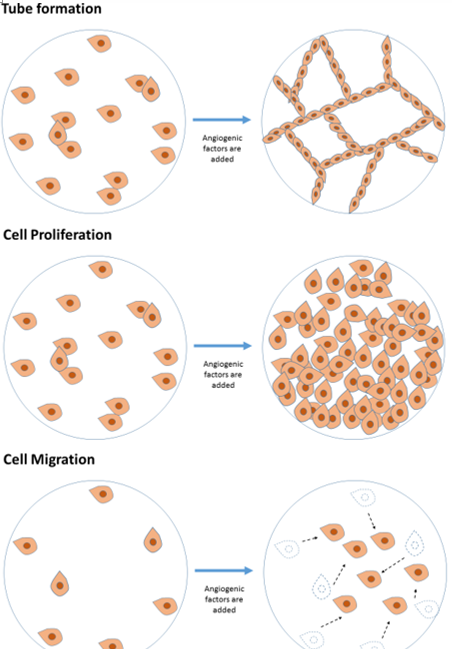 Tube formation
Angiogenic
factors are
added
Cell Proliferation
Angiogenic
factors are
added
Cell Migration
Angiogenic
factors are
added